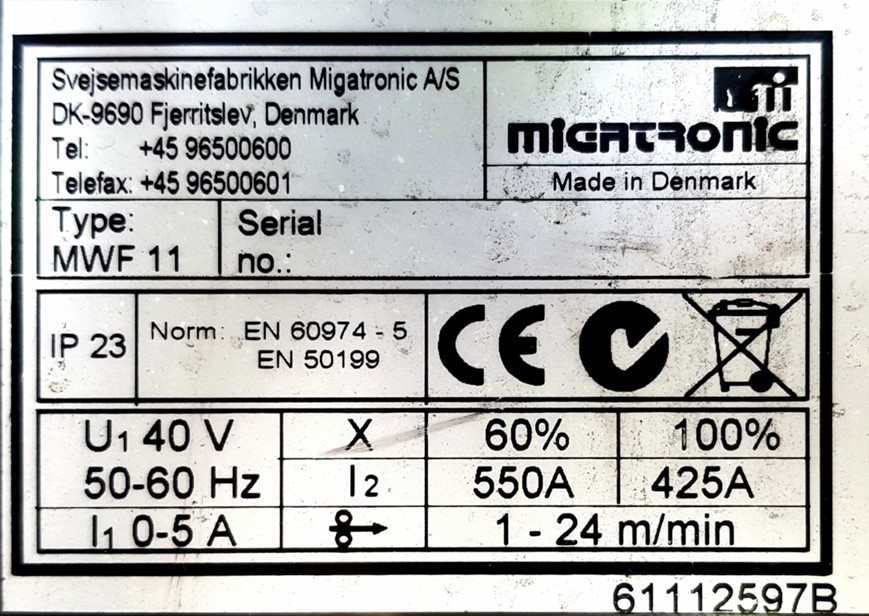 Svejsemaskinefabrikken Migatronic A/S
DK-9690 Fjerritslev, Denmark
Tel: +45 96500600
Telefax: +45 96500601
MIGATRONIC
Made in Denmark
Type:
MWF 11
Serial
no.:
IP 23
Norm: EN 60974 - 5
EN 50199
CE
U1 40 V
50-60 Hz
I1 0-5 A
X 60% 100%
I2 550A 425A
1 - 24 m/min
61112597B